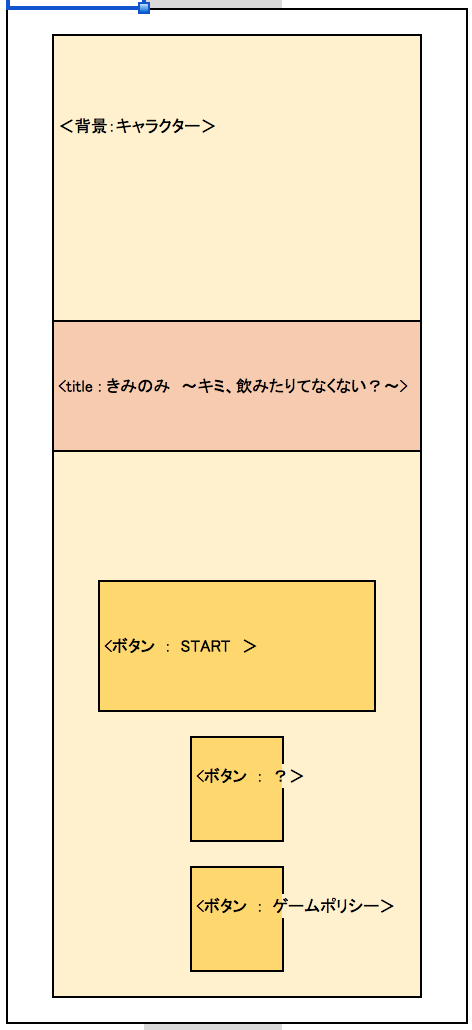 ＜背景：キャラクター＞
<title : きみのみ　～キミ、飲みたりてなくない？～>
<ボタン　：　START　＞
<ボタン　：　？＞
<ボタン　：　ゲームポリシー＞